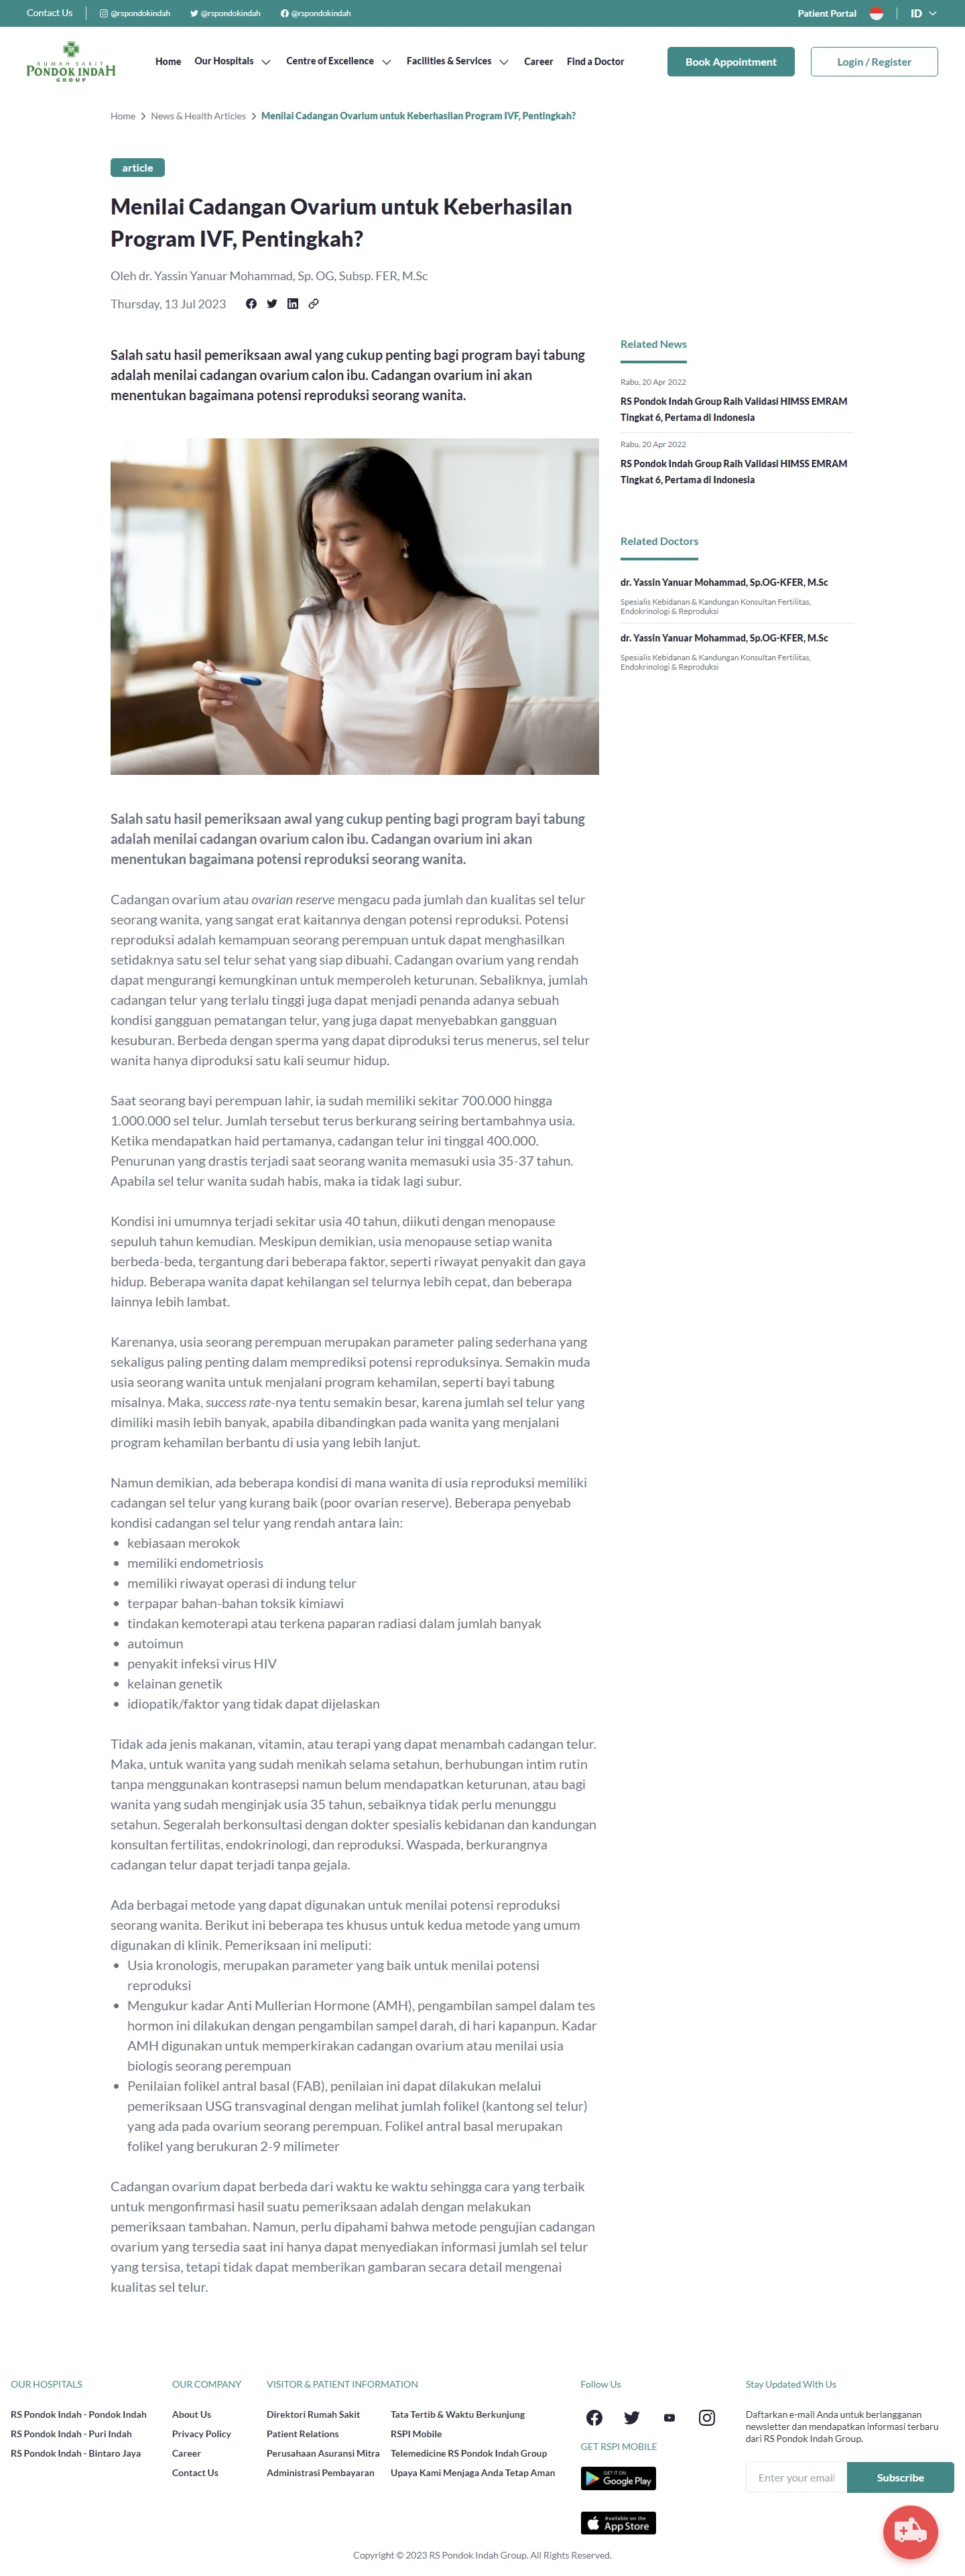 Contact Us
@rspondokindah
@rspondokindah
@rspondokindah
Patient Portal
ID
RUMAH SAKIT
PONDOK INDAH
GROUP
Home
Our Hospitals
Centre of Excellence
Facilities & Services
Career
Find a Doctor
Book Appointment
Login / Register
Home > News & Health Articles > Menilai Cadangan Ovarium untuk Keberhasilan Program IVF, Pentingkah?
article
Menilai Cadangan Ovarium untuk Keberhasilan
Program IVF, Pentingkah?
Oleh dr. Yassin Yanuar Mohammad, Sp. OG, Subsp. FER, M.Sc
Thursday, 13 Jul 2023
Salah satu hasil pemeriksaan awal yang cukup penting bagi program bayi tabung
adalah menilai cadangan ovarium calon ibu. Cadangan ovarium ini akan
menentukan bagaimana potensi reproduksi seorang wanita.
Related News
Rabu, 20 Apr 2022
RS Pondok Indah Group Raih Validasi HIMSS EMRAM
Tingkat 6, Pertama di Indonesia
Rabu, 20 Apr 2022
RS Pondok Indah Group Raih Validasi HIMSS EMRAM
Tingkat 6, Pertama di Indonesia
Related Doctors
dr. Yassin Yanuar Mohammad, Sp.OG-KFER, M.Sc
Spesialis Kebidanan & Kandungan Konsultan Fertilitas,
Endokrinologi & Reproduksi
dr. Yassin Yanuar Mohammad, Sp.OG-KFER, M.Sc
Spesialis Kebidanan & Kandungan Konsultan Fertilitas,
Endokrinologi & Reproduksi
Salah satu hasil pemeriksaan awal yang cukup penting bagi program bayi tabung
adalah menilai cadangan ovarium calon ibu. Cadangan ovarium ini akan
menentukan bagaimana potensi reproduksi seorang wanita.
Cadangan ovarium atau ovarian reserve mengacu pada jumlah dan kualitas sel telur
seorang wanita, yang sangat erat kaitannya dengan potensi reproduksi. Potensi
reproduksi adalah kemampuan seorang perempuan untuk dapat menghasilkan
setidaknya satu sel telur sehat yang siap dibuahi. Cadangan ovarium yang rendah
dapat mengurangi kemungkinan untuk memperoleh keturunan. Sebaliknya, jumlah
cadangan telur yang terlalu tinggi juga dapat menjadi penanda adanya sebuah
kondisi gangguan pematangan telur, yang juga dapat menyebabkan gangguan
kesuburan. Berbeda dengan sperma yang dapat diproduksi terus menerus, sel telur
wanita hanya diproduksi satu kali seumur hidup.
Saat seorang bayi perempuan lahir, ia sudah memiliki sekitar 700.000 hingga
1.000.000 sel telur. Jumlah tersebut terus berkurang seiring bertambahnya usia.
Ketika mendapatkan haid pertamanya, cadangan telur ini tinggal 400.000.
Penurunan yang drastis terjadi saat seorang wanita memasuki usia 35-37 tahun.
Apabila sel telur wanita sudah habis, maka ia tidak lagi subur.
Kondisi ini umumnya terjadi sekitar usia 40 tahun, diikuti dengan menopause
sepuluh tahun kemudian. Meskipun demikian, usia menopause setiap wanita
berbeda-beda, tergantung dari beberapa faktor, seperti riwayat penyakit dan gaya
hidup. Beberapa wanita dapat kehilangan sel telurnya lebih cepat, dan beberapa
lainnya lebih lambat.
Karenanya, usia seorang perempuan merupakan parameter paling sederhana yang
sekaligus paling penting dalam memprediksi potensi reproduksinya. Semakin muda
usia seorang wanita untuk menjalani program kehamilan, seperti bayi tabung
misalnya. Maka, success rate-nya tentu semakin besar, karena jumlah sel telur yang
dimiliki masih lebih banyak, apabila dibandingkan pada wanita yang menjalani
program kehamilan berbantu di usia yang lebih lanjut.
Namun demikian, ada beberapa kondisi di mana wanita di usia reproduksi memiliki
cadangan sel telur yang kurang baik (poor ovarian reserve). Beberapa penyebab
kondisi cadangan sel telur yang rendah antara lain:
• kebiasaan merokok
• memiliki endometriosis
• memiliki riwayat operasi di indung telur
• terpapar bahan-bahan toksik kimiawi
• tindakan kemoterapi atau terkena paparan radiasi dalam jumlah banyak
• autoimun
• penyakit infeksi virus HIV
• kelainan genetik
• idiopatik/faktor yang tidak dapat dijelaskan
Tidak ada jenis makanan, vitamin, atau terapi yang dapat menambah cadangan telur.
Maka, untuk wanita yang sudah menikah selama setahun, berhubungan intim rutin
tanpa menggunakan kontrasepsi namun belum mendapatkan keturunan, atau bagi
wanita yang sudah menginjak usia 35 tahun, sebaiknya tidak perlu menunggu
setahun. Segeralah berkonsultasi dengan dokter spesialis kebidanan dan kandungan
konsultan fertilitas, endokrinologi, dan reproduksi. Waspada, berkurangnya
cadangan telur dapat terjadi tanpa gejala.
Ada berbagai metode yang dapat digunakan untuk menilai potensi reproduksi
seorang wanita. Berikut ini beberapa tes khusus untuk kedua metode yang umum
digunakan di klinik. Pemeriksaan ini meliputi:
• Usia kronologis, merupakan parameter yang baik untuk menilai potensi
reproduksi
• Mengukur kadar Anti Mullerian Hormone (AMH), pengambilan sampel dalam tes
hormon ini dilakukan dengan pengambilan sampel darah, di hari kapanpun. Kadar
AMH digunakan untuk memperkirakan cadangan ovarium atau menilai usia
biologis seorang perempuan
• Penilaian folikel antral basal (FAB), penilaian ini dapat dilakukan melalui
pemeriksaan USG transvaginal dengan melihat jumlah folikel (kantong sel telur)
yang ada pada ovarium seorang perempuan. Folikel antral basal merupakan
folikel yang berukuran 2-9 milimeter
Cadangan ovarium dapat berbeda dari waktu ke waktu sehingga cara yang terbaik
untuk mengonfirmasi hasil suatu pemeriksaan adalah dengan melakukan
pemeriksaan tambahan. Namun, perlu dipahami bahwa metode pengujian cadangan
ovarium yang tersedia saat ini hanya dapat menyediakan informasi jumlah sel telur
yang tersisa, tetapi tidak dapat memberikan gambaran secara detail mengenai
kualitas sel telur.
OUR HOSPITALS
RS Pondok Indah - Pondok Indah
RS Pondok Indah - Puri Indah
RS Pondok Indah - Bintaro Jaya
OUR COMPANY
About Us
Privacy Policy
Career
Contact Us
VISITOR & PATIENT INFORMATION
Direktori Rumah Sakit
Patient Relations
Perusahaan Asuransi Mitra
Administrasi Pembayaran
Tata Tertib & Waktu Berkunjung
RSPI Mobile
Telemedicine RS Pondok Indah Group
Upaya Kami Menjaga Anda Tetap Aman
Follow Us
GET RSPI MOBILE
GET IT ON
Google Play
Available on the
App Store
Stay Updated With Us
Daftarkan e-mail Anda untuk berlangganan
newsletter dan mendapatkan informasi terbaru
dari RS Pondok Indah Group.
Enter your email
Subscribe
Copyright © 2023 RS Pondok Indah Group. All Rights Reserved.